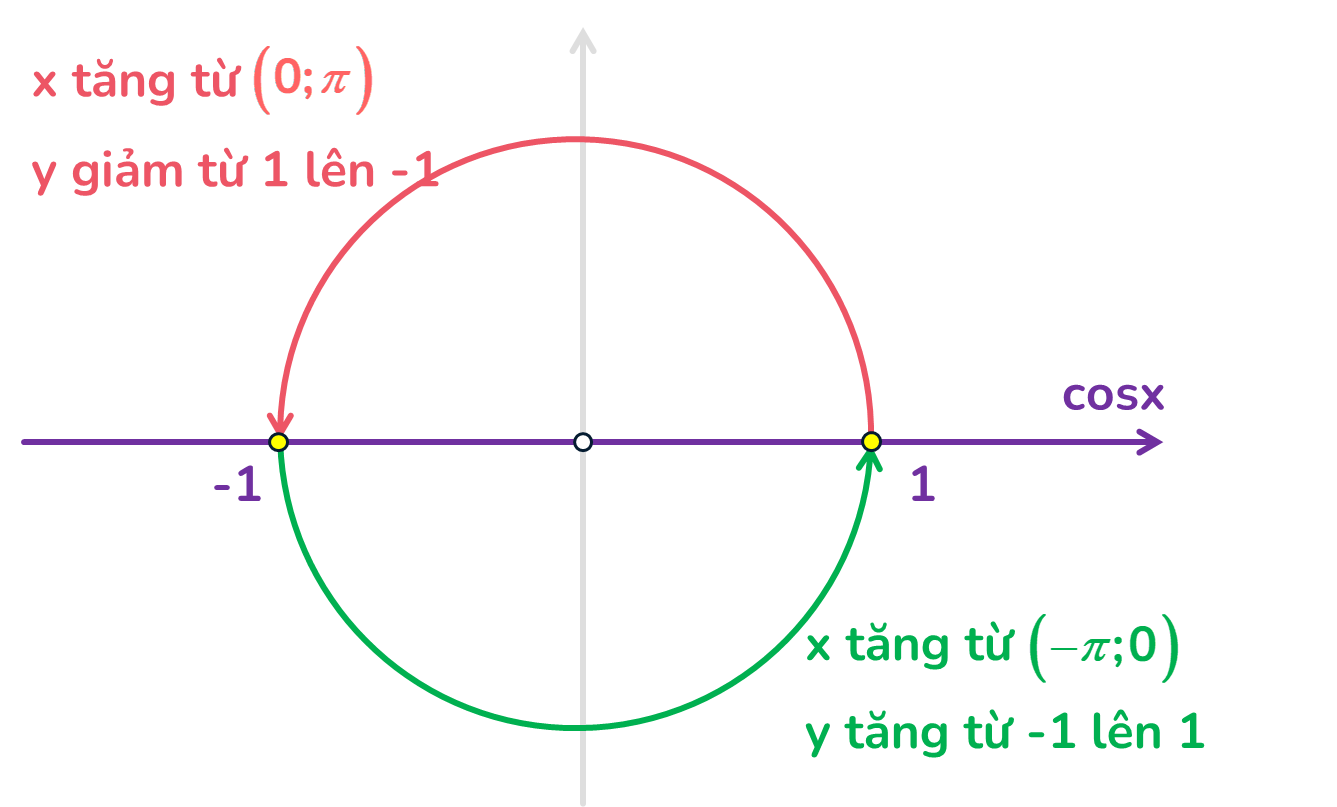 x tăng từ (0;π)
y giảm từ 1 lên -1
cosx
-1
1
x tăng từ (−π;0)
y tăng từ -1 lên 1